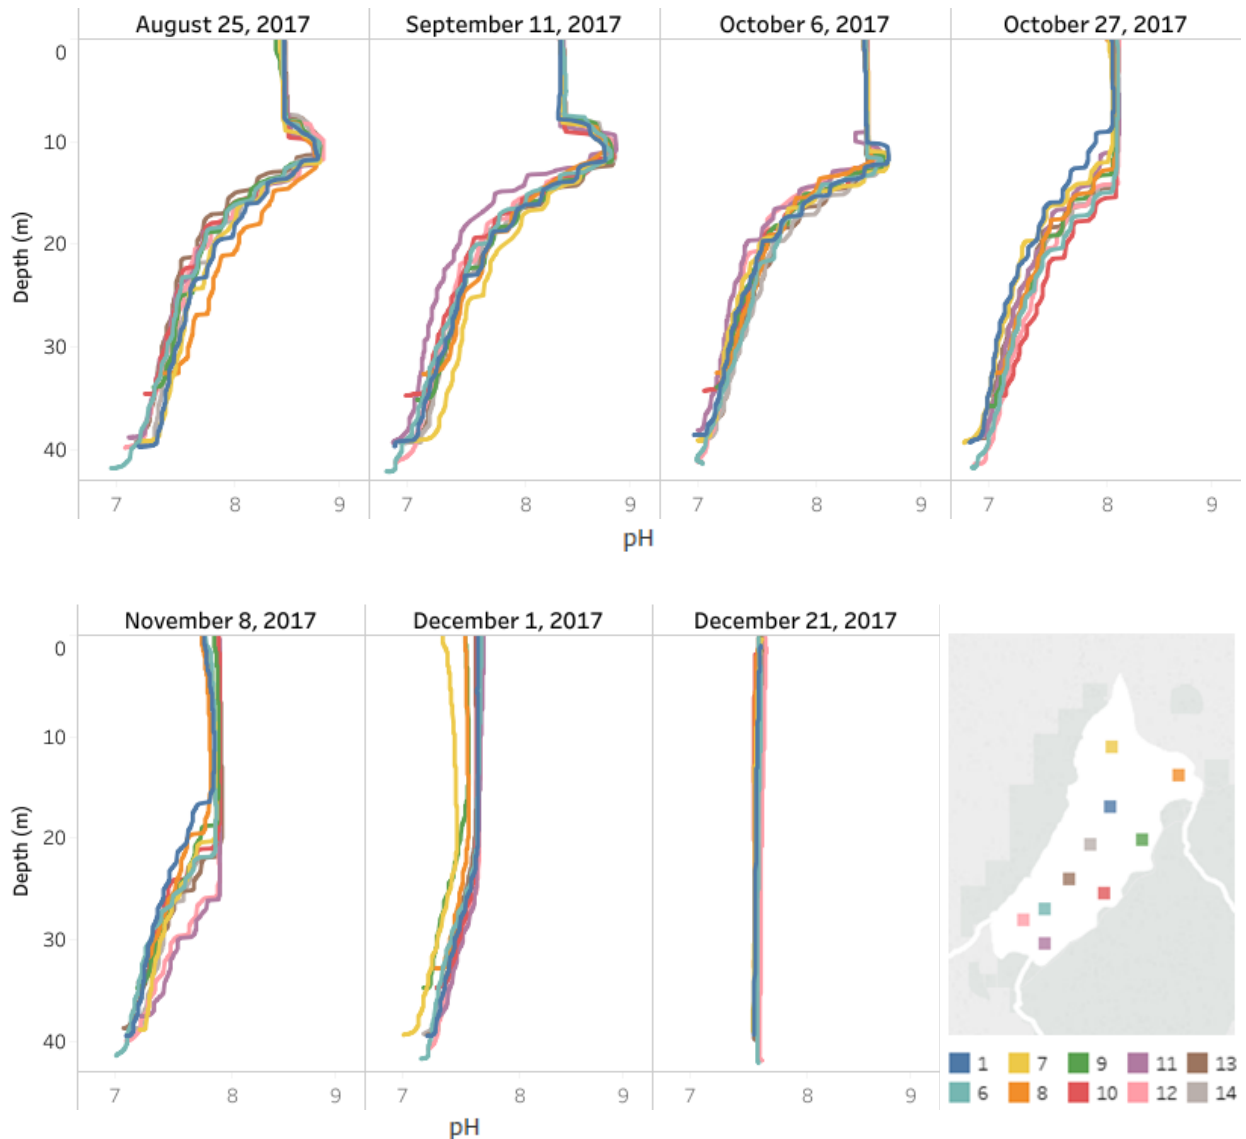 August 25, 2017 September 11, 2017 October 6, 2017 October 27, 2017
0
10
20
30
40
Depth (m)
7 8 9 7 8 9 7 8 9 7 8 9
pH
November 8, 2017 December 1, 2017 December 21, 2017
0
10
20
30
40
Depth (m)
7 8 9 7 8 9 7 8 9
pH
1 7 9 11 13
6 8 10 12 14